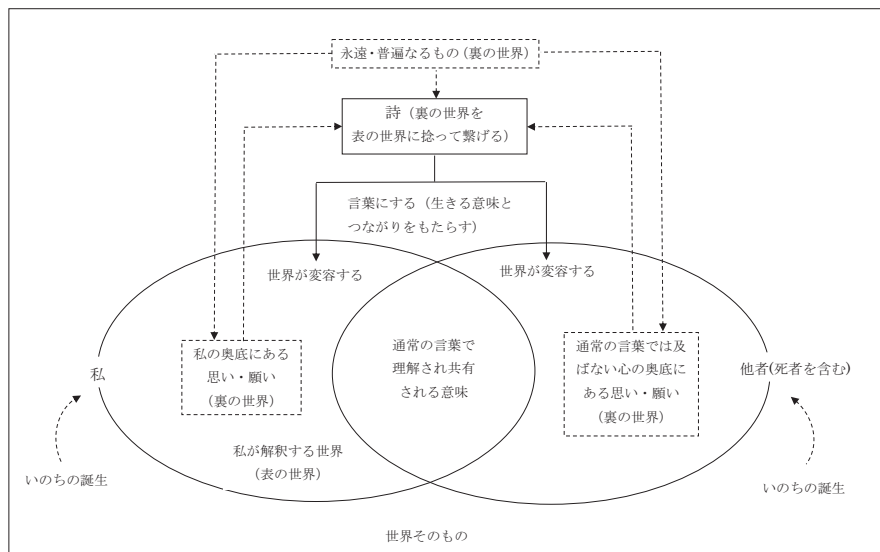 永遠・普遍なるもの（裏の世界）
詩（裏の世界を
表の世界に捻って繋げる）
言葉にする（生きる意味と
つながりをもたらす）
世界が変容する
世界が変容する
私の奥底にある
思い・願い
（裏の世界）
通常の言葉で
理解され共有
される意味
通常の言葉では及
ばない心の奥底に
ある思い・願い
（裏の世界）
私
他者(死者を含む)
私が解釈する世界
（表の世界）
いのちの誕生
いのちの誕生
世界そのもの